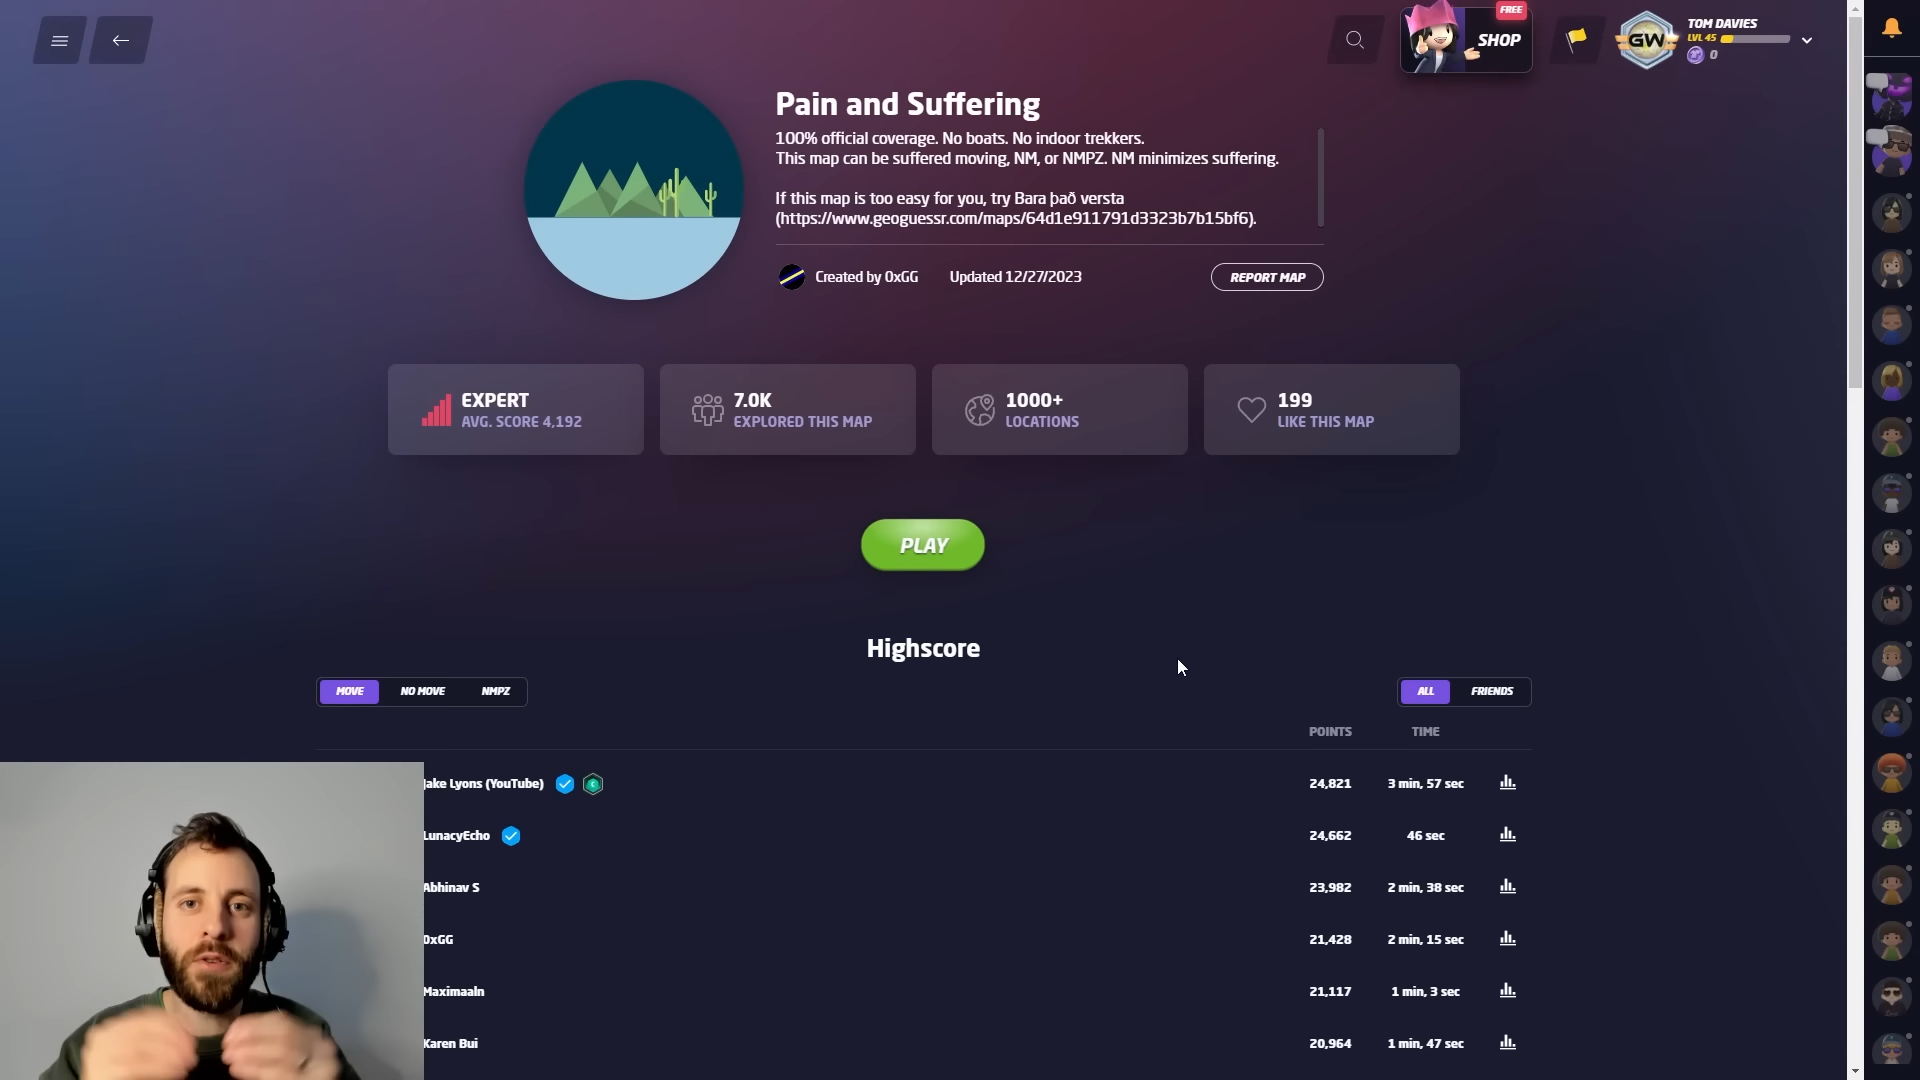 FREE
SHOP
GW
TOM DAVIES
LVL 45
0
Pain and Suffering
100% official coverage. No boats. No indoor trekkers.
This map can be suffered moving, NM, or NMPZ. NM minimizes suffering.
If this map is too easy for you, try Bara það versta
(https://www.geoguessr.com/maps/64d1e911791d3323b7b15bf6).
Created by 0xGG Updated 12/27/2023 REPORT MAP
EXPERT
AVG. SCORE 4,192
7.0K
EXPLORED THIS MAP
1000+
LOCATIONS
199
LIKE THIS MAP
PLAY
Highscore
MOVE NO MOVE NMPZ ALL FRIENDS
POINTS TIME
Jake Lyons (YouTube) 24,821 3 min, 57 sec
LunacyEcho 24,662 46 sec
Abhinav S 23,982 2 min, 38 sec
0xGG 21,428 2 min, 15 sec
Maximaaln 21,117 1 min, 3 sec
Karen Bui 20,964 1 min, 47 sec